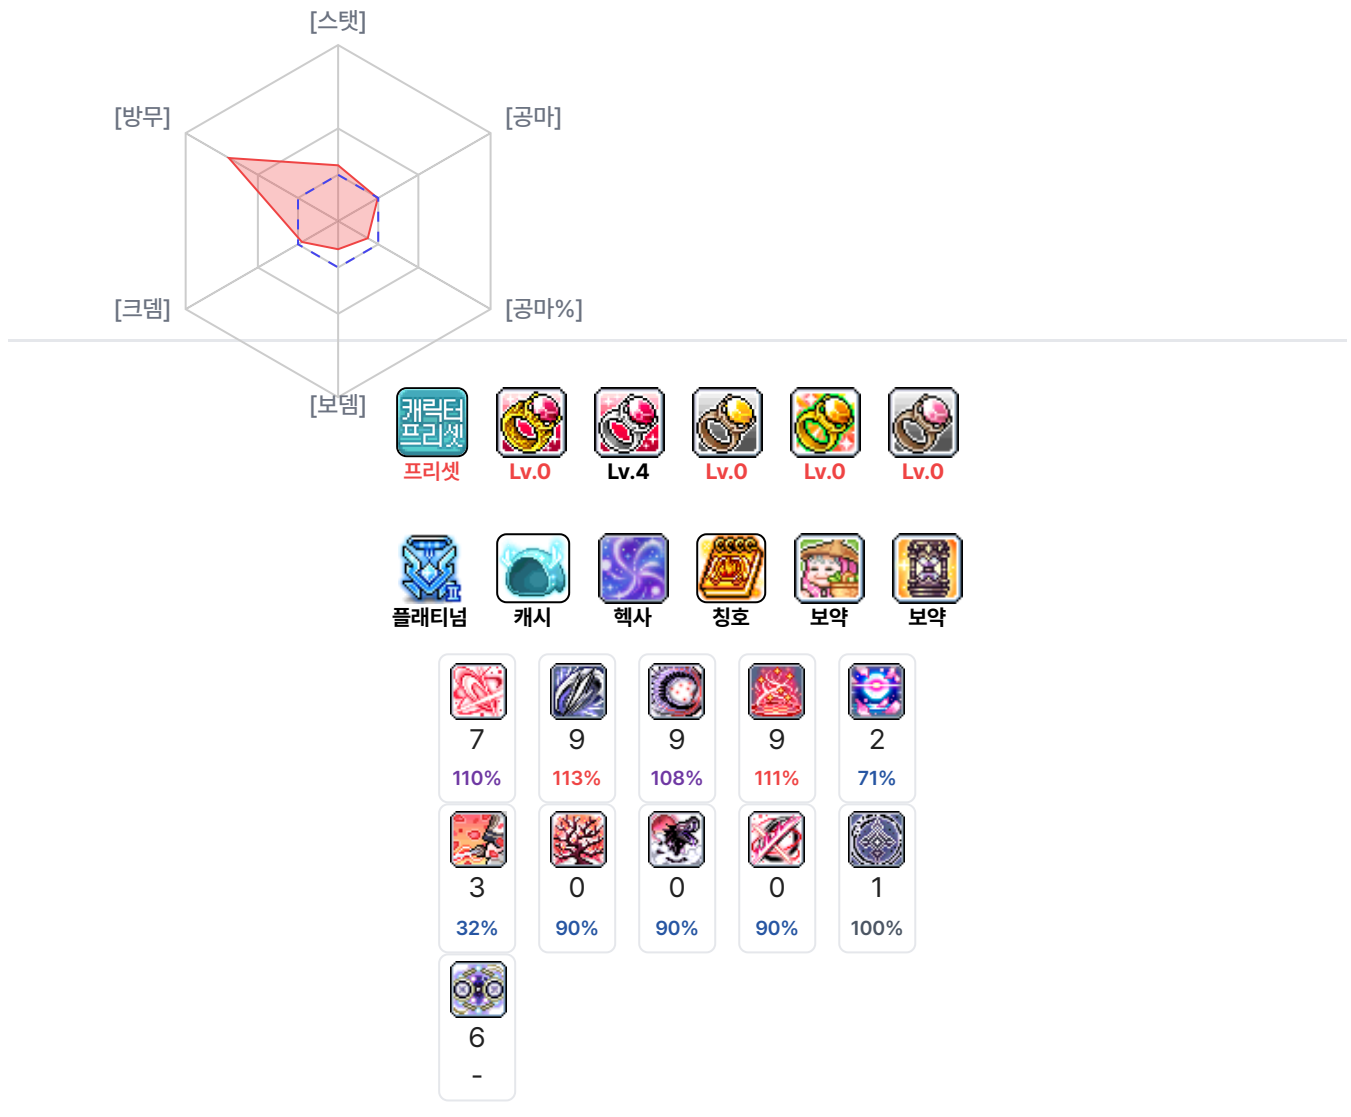 [스탯]
[방무]
[공마]
[크뎀]
[공마%]
[보뎀]
캐릭터
프리셋
프리셋
Lv.0
Lv.4
Lv.0
Lv.0
Lv.0
플래티넘
캐시
헥사
칭호
보약
보약
7
9
9
9
2
110%
113%
108%
111%
71%
3
0
0
0
1
32%
90%
90%
90%
100%
6
-